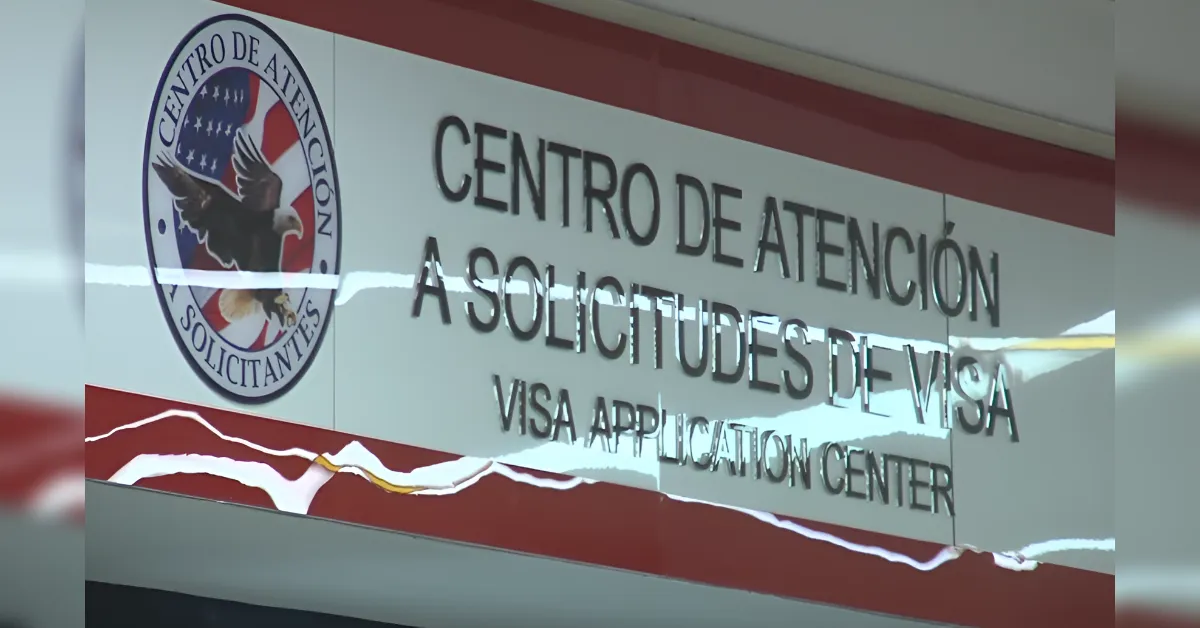 CENTRO DE ATENCIÓN
SOLICITANTES
CENTRO DE ATENCIÓN
A SOLICITUDES DE VISA
VISA APPLICATION CENTER